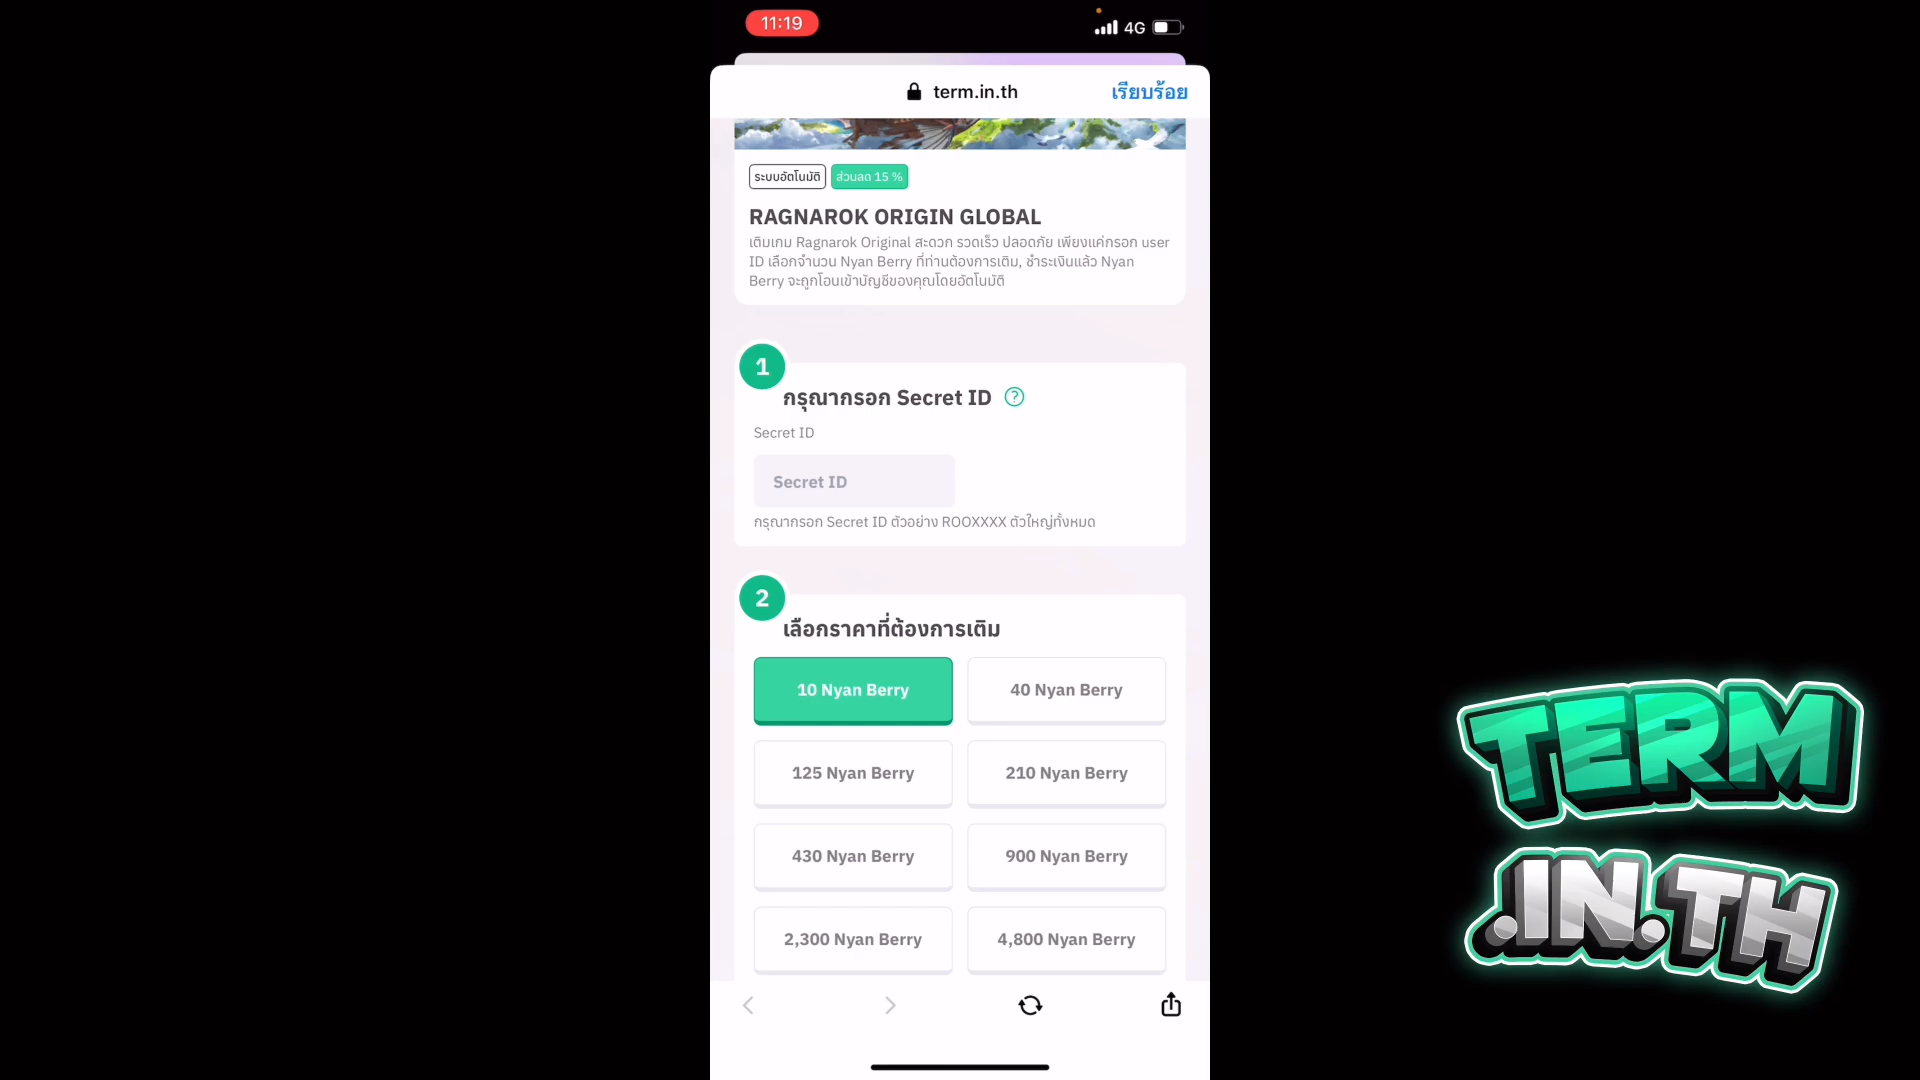 11:19
4G
term.in.th
เรียบร้อย
ระบบอัตโนมัติ
ส่วนลด 15 %
RAGNAROK ORIGIN GLOBAL
เติมเกม Ragnarok Original สะดวก รวดเร็ว ปลอดภัย เพียงแค่กรอก user
ID เลือกจำนวน Nyan Berry ที่ท่านต้องการเติม, ชำระเงินแล้ว Nyan
Berry จะถูกโอนเข้าบัญชีของคุณโดยอัตโนมัติ
1
กรุณากรอก Secret ID ?
Secret ID
Secret ID
กรุณากรอก Secret ID ตัวอย่าง ROOXXXX ตัวใหญ่ทั้งหมด
2
เลือกราคาที่ต้องการเติม
10 Nyan Berry
40 Nyan Berry
125 Nyan Berry
210 Nyan Berry
430 Nyan Berry
900 Nyan Berry
2,300 Nyan Berry
4,800 Nyan Berry
TERM
.IN.TH